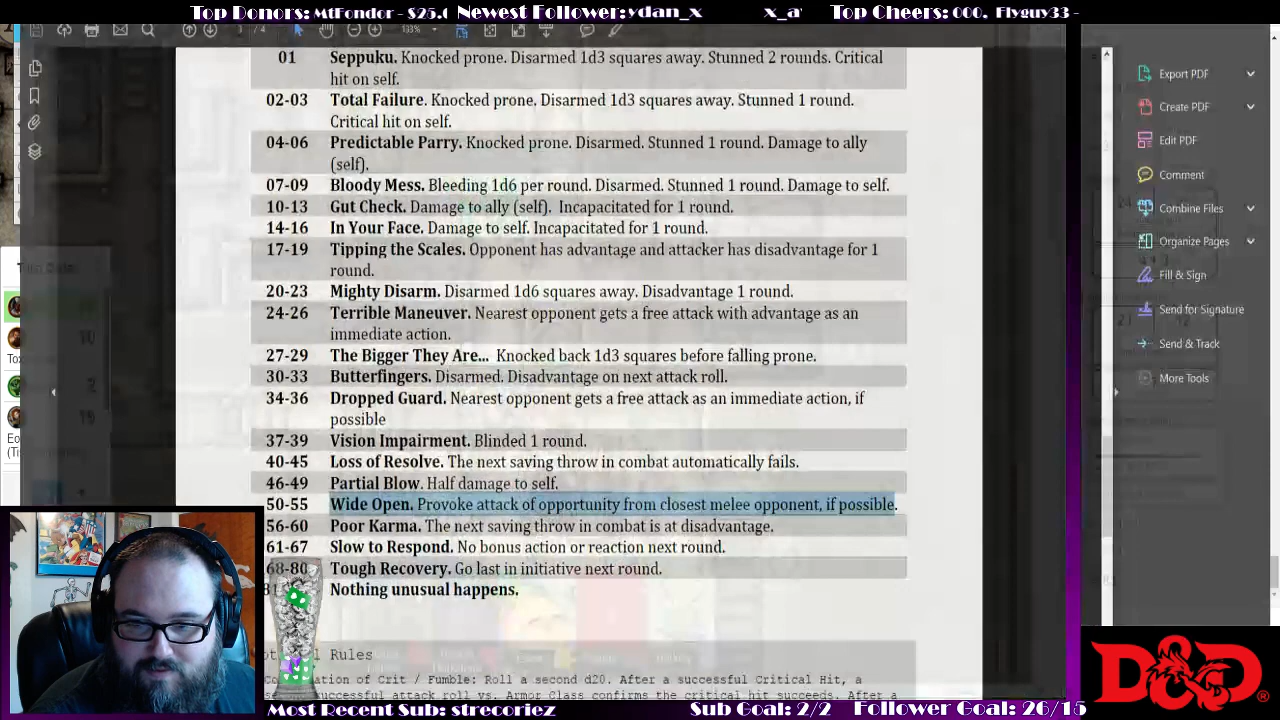 Top Donors: MtFondor - $25.0 Newest Follower: ydan_x x_a Top Cheers: 000, Flyguy33 -
133%
/ 4
01 Seppuku. Knocked prone. Disarmed 1d3 squares away. Stunned 2 rounds. Critical
hit on self.
02-03 Total Failure. Knocked prone. Disarmed 1d3 squares away. Stunned 1 round.
Critical hit on self.
04-06 Predictable Parry. Knocked prone. Disarmed. Stunned 1 round. Damage to ally
(self).
07-09 Bloody Mess. Bleeding 1d6 per round. Disarmed. Stunned 1 round. Damage to self.
10-13 Gut Check. Damage to ally (self). Incapacitated for 1 round.
14-16 In Your Face. Damage to self. Incapacitated for 1 round.
17-19 Tipping the Scales. Opponent has advantage and attacker has disadvantage for 1
round.
20-23 Mighty Disarm. Disarmed 1d6 squares away. Disadvantage 1 round.
24-26 Terrible Maneuver. Nearest opponent gets a free attack with advantage as an
immediate action.
27-29 The Bigger They Are... Knocked back 1d3 squares before falling prone.
30-33 Butterfingers. Disarmed. Disadvantage on next attack roll.
34-36 Dropped Guard. Nearest opponent gets a free attack as an immediate action, if
possible
37-39 Vision Impairment. Blinded 1 round.
40-45 Loss of Resolve. The next saving throw in combat automatically fails.
46-49 Partial Blow. Half damage to self.
50-55 Wide Open. Provoke attack of opportunity from closest melee opponent, if possible.
56-60 Poor Karma. The next saving throw in combat is at disadvantage.
61-67 Slow to Respond. No bonus action or reaction next round.
68-80 Tough Recovery. Go last in initiative next round.
Nothing unusual happens.
Rules
ation of Crit / Fumble: Roll a second d20. After a successful Critical Hit, a
successful attack roll vs. Armor Class confirms the critical hit succeeds. After a
Export PDF
Create PDF
Edit PDF
Comment
Combine Files
Organize Pages
Fill & Sign
Send for Signature
Send & Track
More Tools
D&D
Most Recent Sub: strecoriez Sub Goal: 2/2 Follower Goal: 26/15